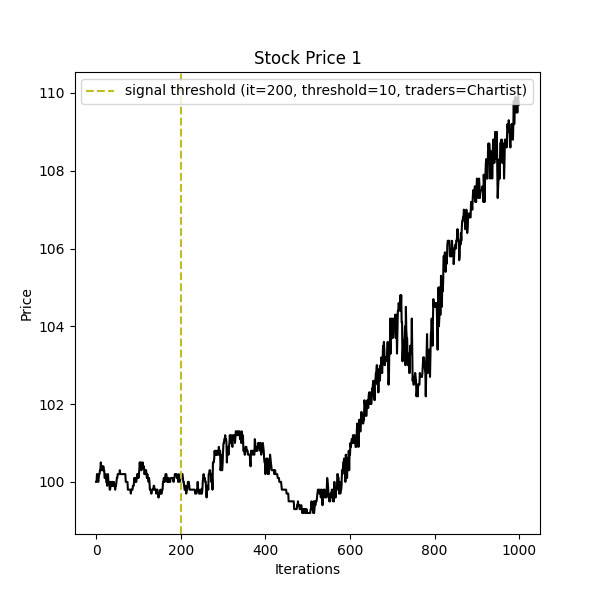 Stock Price 1
signal threshold (it=200, threshold=10, traders=Chartist)
110
108
106
104
102
100
Price
0 200 400 600 800 1000
Iterations